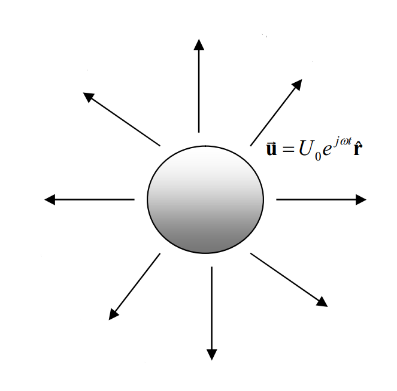 u⃗ = U₀e^{jωt} r̂